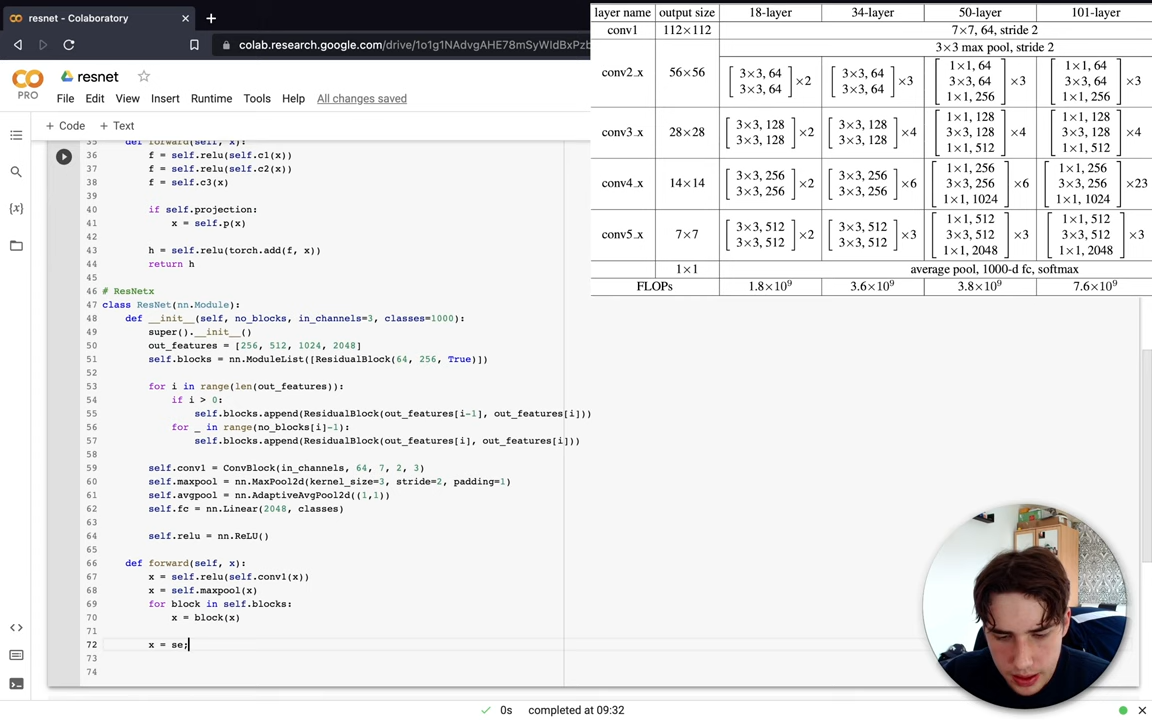 resnet - Colaboratory
colab.research.google.com/drive/1o1g1NAdvgAHE78mSyWIdBxPzb
PRO
resnet
File Edit View Insert Runtime Tools Help All changes saved
+ Code + Text
35 def forward(self, x):
36 f = self.relu(self.c1(x))
37 f = self.relu(self.c2(x))
38 f = self.c3(x)
39
40 if self.projection:
41 x = self.p(x)
42
43 h = self.relu(torch.add(f, x))
44 return h
45
46 # ResNetx
47 class ResNet(nn.Module):
48 def __init__(self, no_blocks, in_channels=3, classes=1000):
49 super().__init__()
50 out_features = [256, 512, 1024, 2048]
51 self.blocks = nn.ModuleList([ResidualBlock(64, 256, True)])
52
53 for i in range(len(out_features)):
54 if i > 0:
55 self.blocks.append(ResidualBlock(out_features[i-1], out_features[i]))
56 for _ in range(no_blocks[i]-1):
57 self.blocks.append(ResidualBlock(out_features[i], out_features[i]))
58
59 self.conv1 = ConvBlock(in_channels, 64, 7, 2, 3)
60 self.maxpool = nn.MaxPool2d(kernel_size=3, stride=2, padding=1)
61 self.avgpool = nn.AdaptiveAvgPool2d((1,1))
62 self.fc = nn.Linear(2048, classes)
63
64 self.relu = nn.ReLU()
65
66 def forward(self, x):
67 x = self.relu(self.conv1(x))
68 x = self.maxpool(x)
69 for block in self.blocks:
70 x = block(x)
71
72 x = se;
73
74
0s completed at 09:32
layer name output size 18-layer 34-layer 50-layer 101-layer
conv1 112×112 7×7, 64, stride 2
3×3 max pool, stride 2
conv2_x 56×56 [3×3, 64 3×3, 64] ×2 [3×3, 64 3×3, 64] ×3 [1×1, 64 3×3, 64 1×1, 256] ×3 [1×1, 64 3×3, 64 1×1, 256] ×3
conv3_x 28×28 [3×3, 128 3×3, 128] ×2 [3×3, 128 3×3, 128] ×4 [1×1, 128 3×3, 128 1×1, 512] ×4 [1×1, 128 3×3, 128 1×1, 512] ×4
conv4_x 14×14 [3×3, 256 3×3, 256] ×2 [3×3, 256 3×3, 256] ×6 [1×1, 256 3×3, 256 1×1, 1024] ×6 [1×1, 256 3×3, 256 1×1, 1024] ×23
conv5_x 7×7 [3×3, 512 3×3, 512] ×2 [3×3, 512 3×3, 512] ×3 [1×1, 512 3×3, 512 1×1, 2048] ×3 [1×1, 512 3×3, 512 1×1, 2048] ×3
1×1 average pool, 1000-d fc, softmax
FLOPs 1.8×10⁹ 3.6×10⁹ 3.8×10⁹ 7.6×10⁹